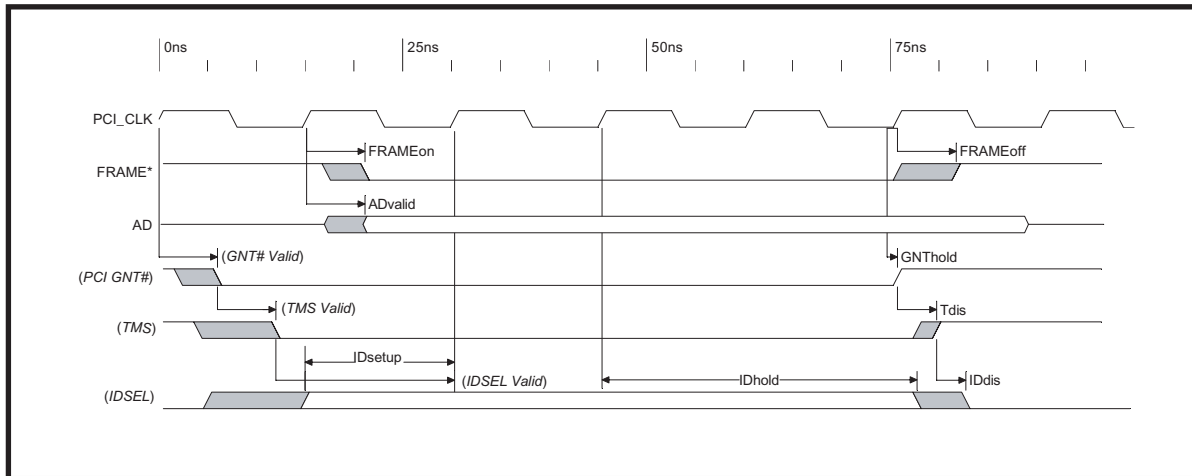 0ns 25ns 50ns 75ns
PCI_CLK
FRAMEon FRAMEoff
FRAME*
ADvalid
AD
(GNT# Valid) GNThold
(PCI GNT#)
(TMS Valid) Tdis
(TMS)
IDsetup
(IDSEL Valid) IDhold IDdis
(IDSEL)